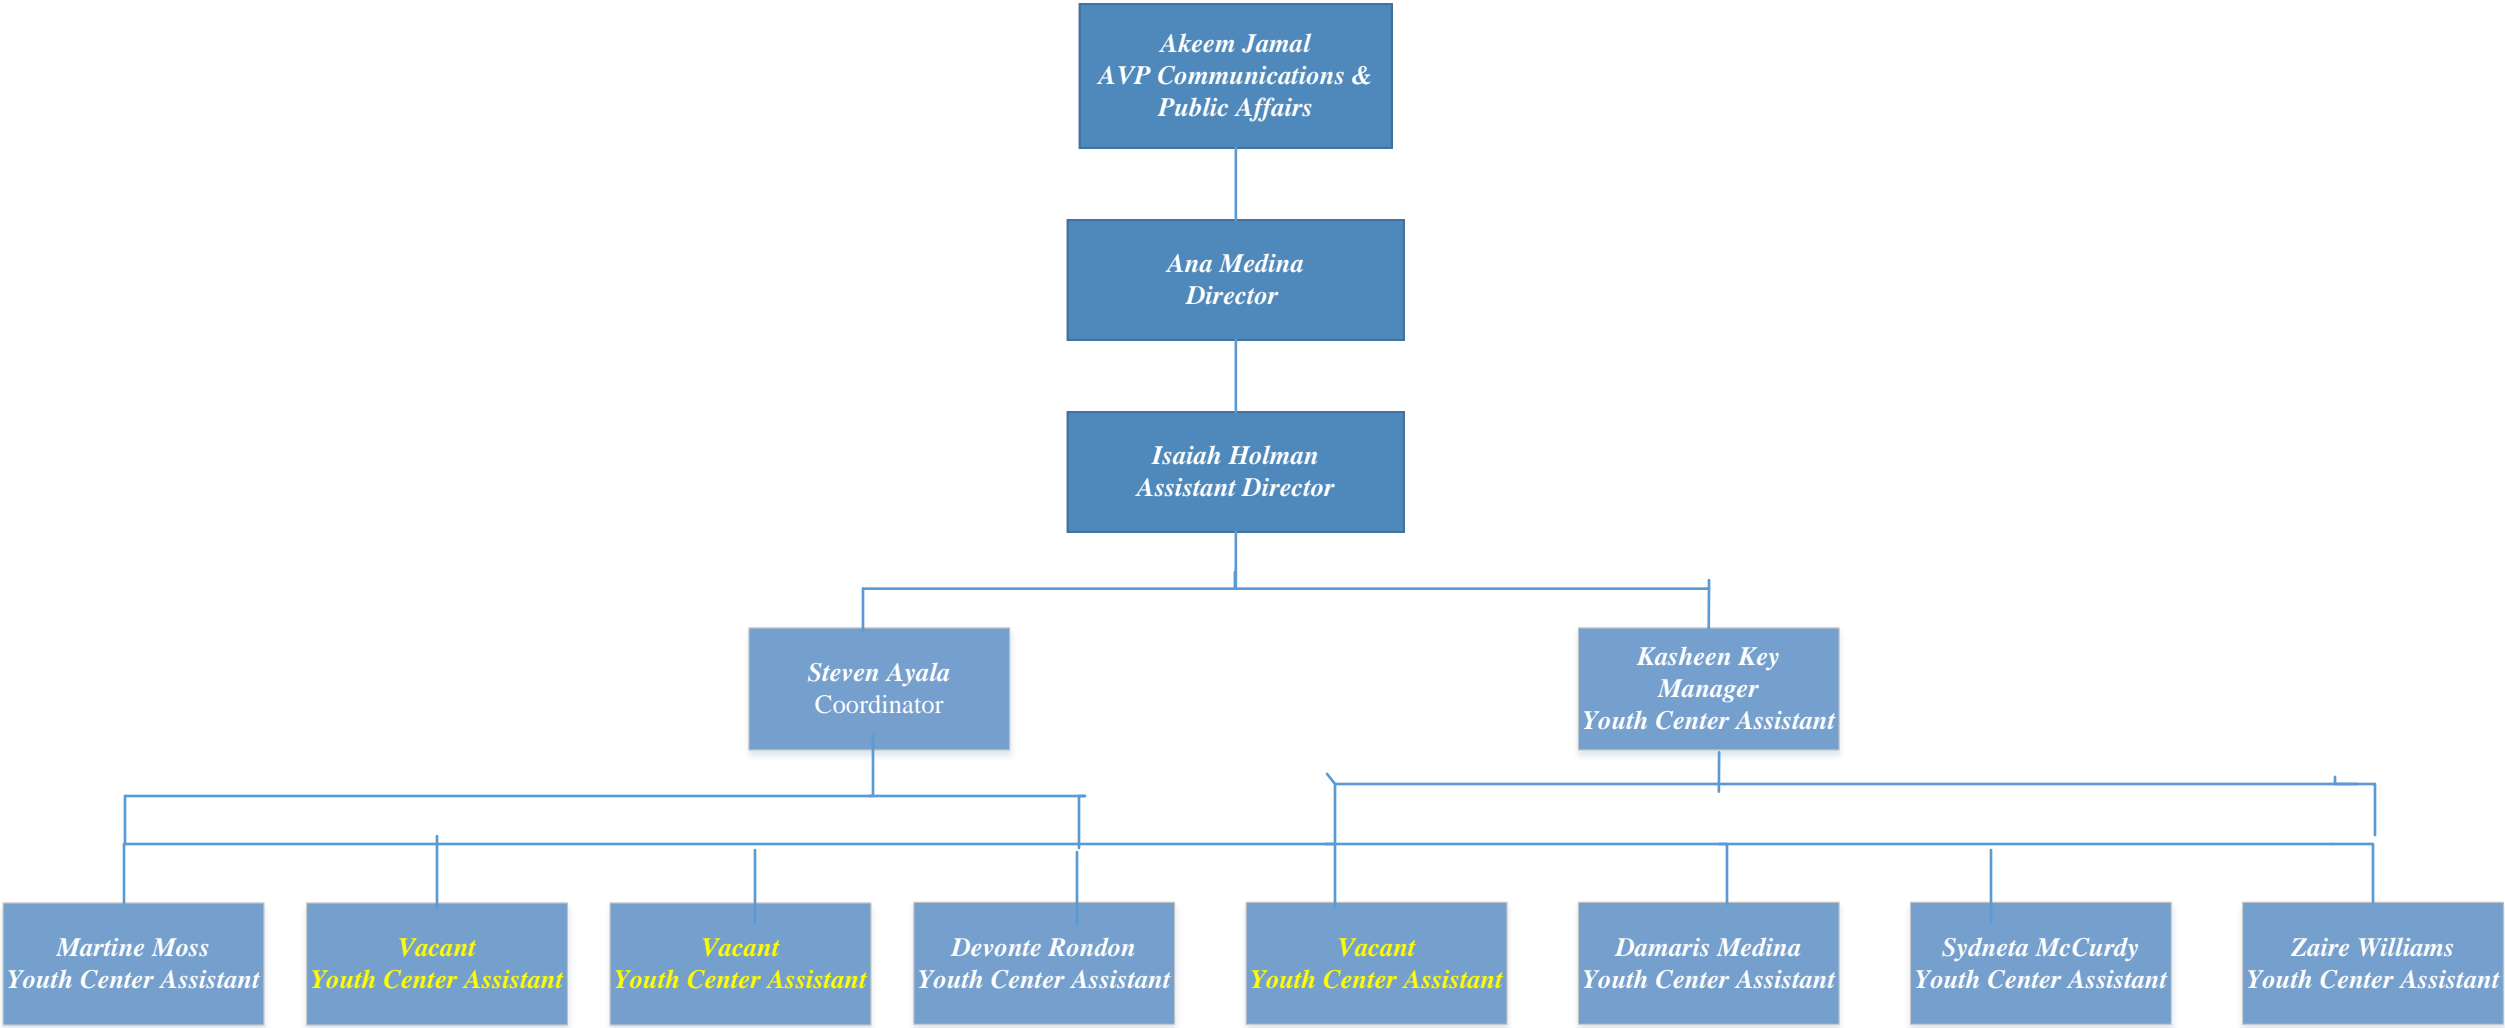 Akeem Jamal
AVP Communications &
Public Affairs
Ana Medina
Director
Isaiah Holman
Assistant Director
Steven Ayala
Coordinator
Kasheen Key
Manager
Youth Center Assistant
Martine Moss
Youth Center Assistant
Vacant
Youth Center Assistant
Vacant
Youth Center Assistant
Devonte Rondon
Youth Center Assistant
Vacant
Youth Center Assistant
Damaris Medina
Youth Center Assistant
Sydneta McCurdy
Youth Center Assistant
Zaire Williams
Youth Center Assistant